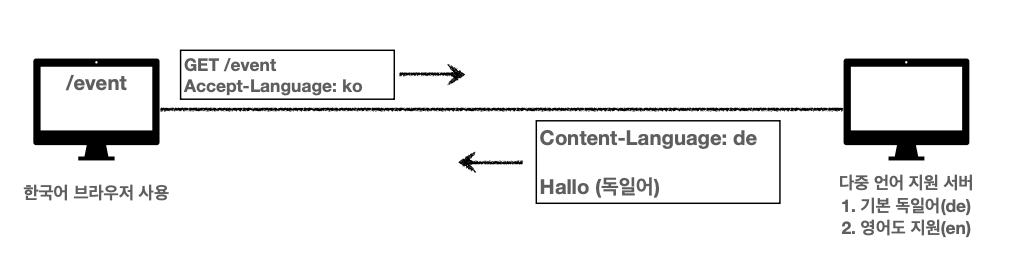 /event
GET /event
Accept-Language: ko
Content-Language: de
Hallo (독일어)
한국어 브라우저 사용
다중 언어 지원 서버
1. 기본 독일어(de)
2. 영어도 지원(en)